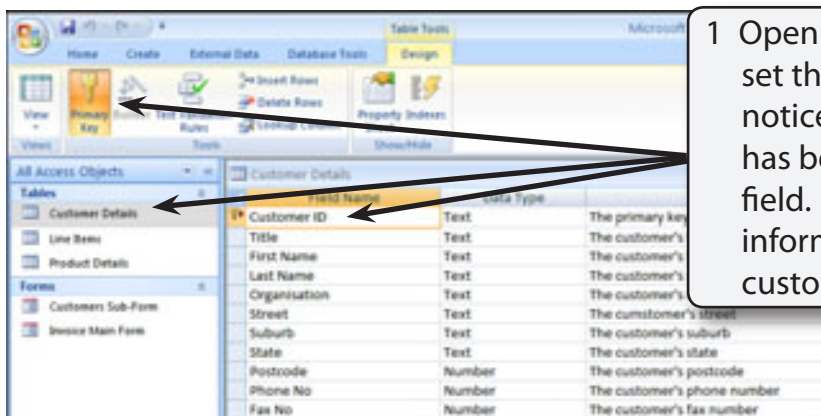 Table Tools
Microsoft
Home Create External Data Database Tools Design
Insert Rows
Delete Rows
View Primary Key Rules Property Indexes
Views Tools Show/Hide
1 Open
set th
notice
has be
field.
inforr
custo
All Access Objects
Customer Details
Tables
Field Name Data Type
Customer Details
Customer ID Text The primary key
Line Items
Title Text The customer's
Product Details
First Name Text The customer's
Last Name Text The customer's
Forms
Organisation Text The customer's
Customers Sub-Form
Street Text The cumstomer's street
Invoice Main Form
Suburb Text The customer's suburb
State Text The customer's state
Postcode Number The customer's postcode
Phone No Number The customer's phone number
Fax No Number The customer's fax number